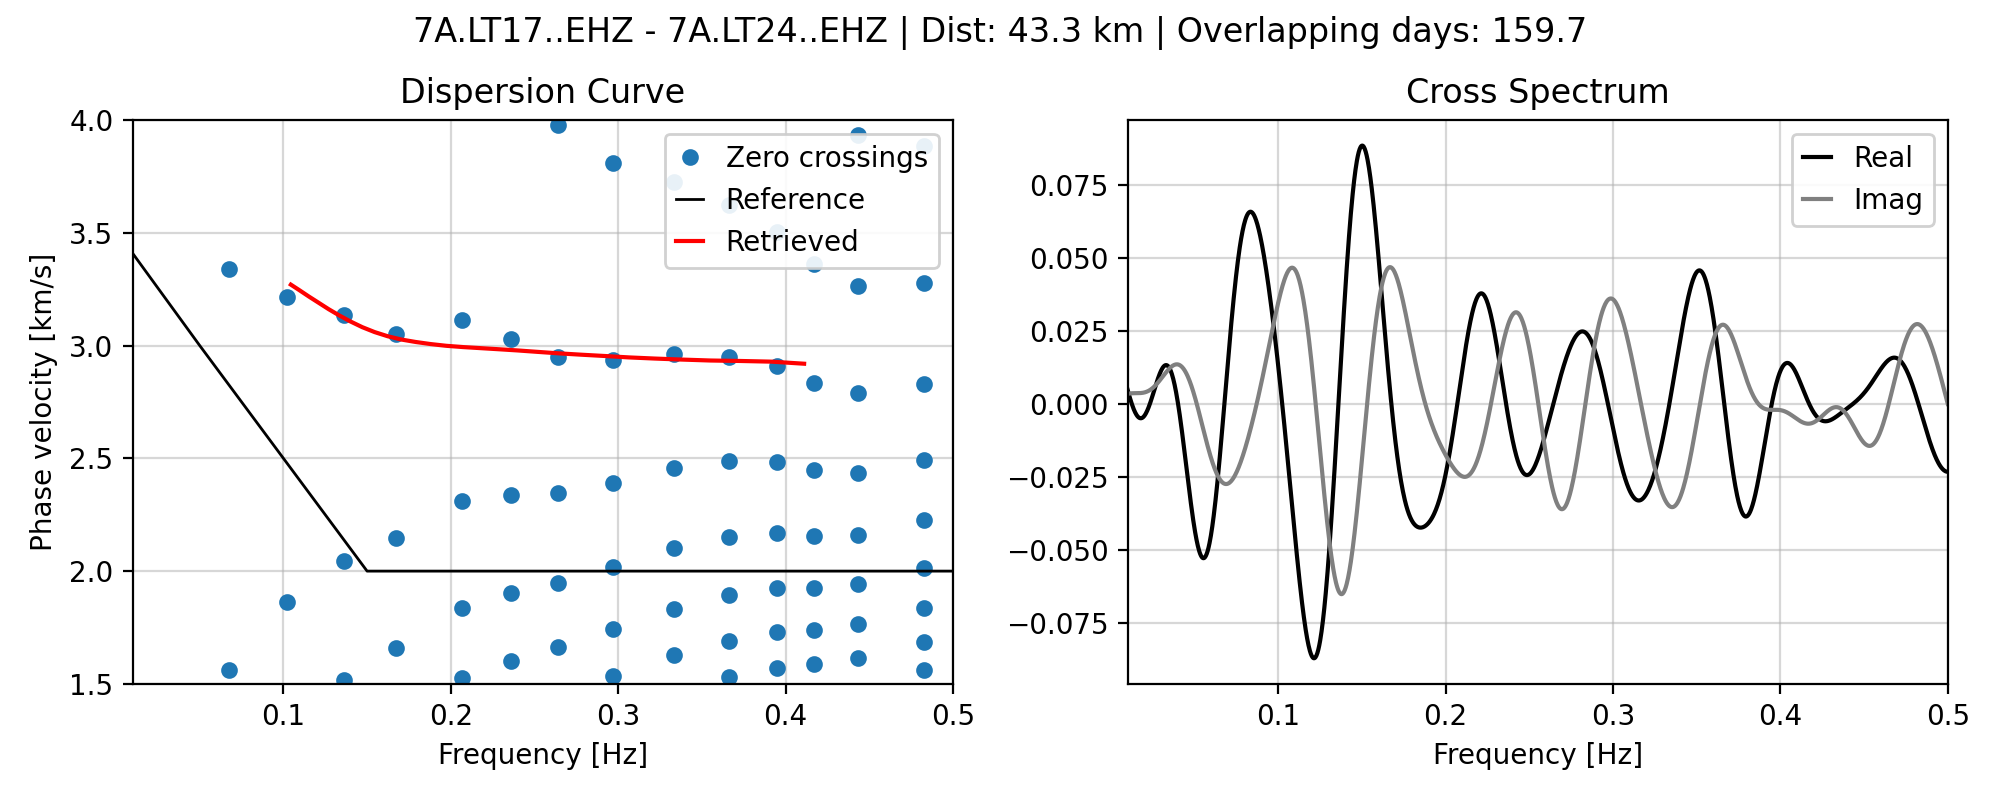 7A.LT17..EHZ - 7A.LT24..EHZ | Dist: 43.3 km | Overlapping days: 159.7
Dispersion Curve
4.0
3.5
3.0
2.5
2.0
1.5
Phase velocity [km/s]
0.1 0.2 0.3 0.4 0.5
Frequency [Hz]
Zero crossings
Reference
Retrieved
Cross Spectrum
0.075
0.050
0.025
0.000
−0.025
−0.050
−0.075
0.1 0.2 0.3 0.4 0.5
Frequency [Hz]
Real
Imag